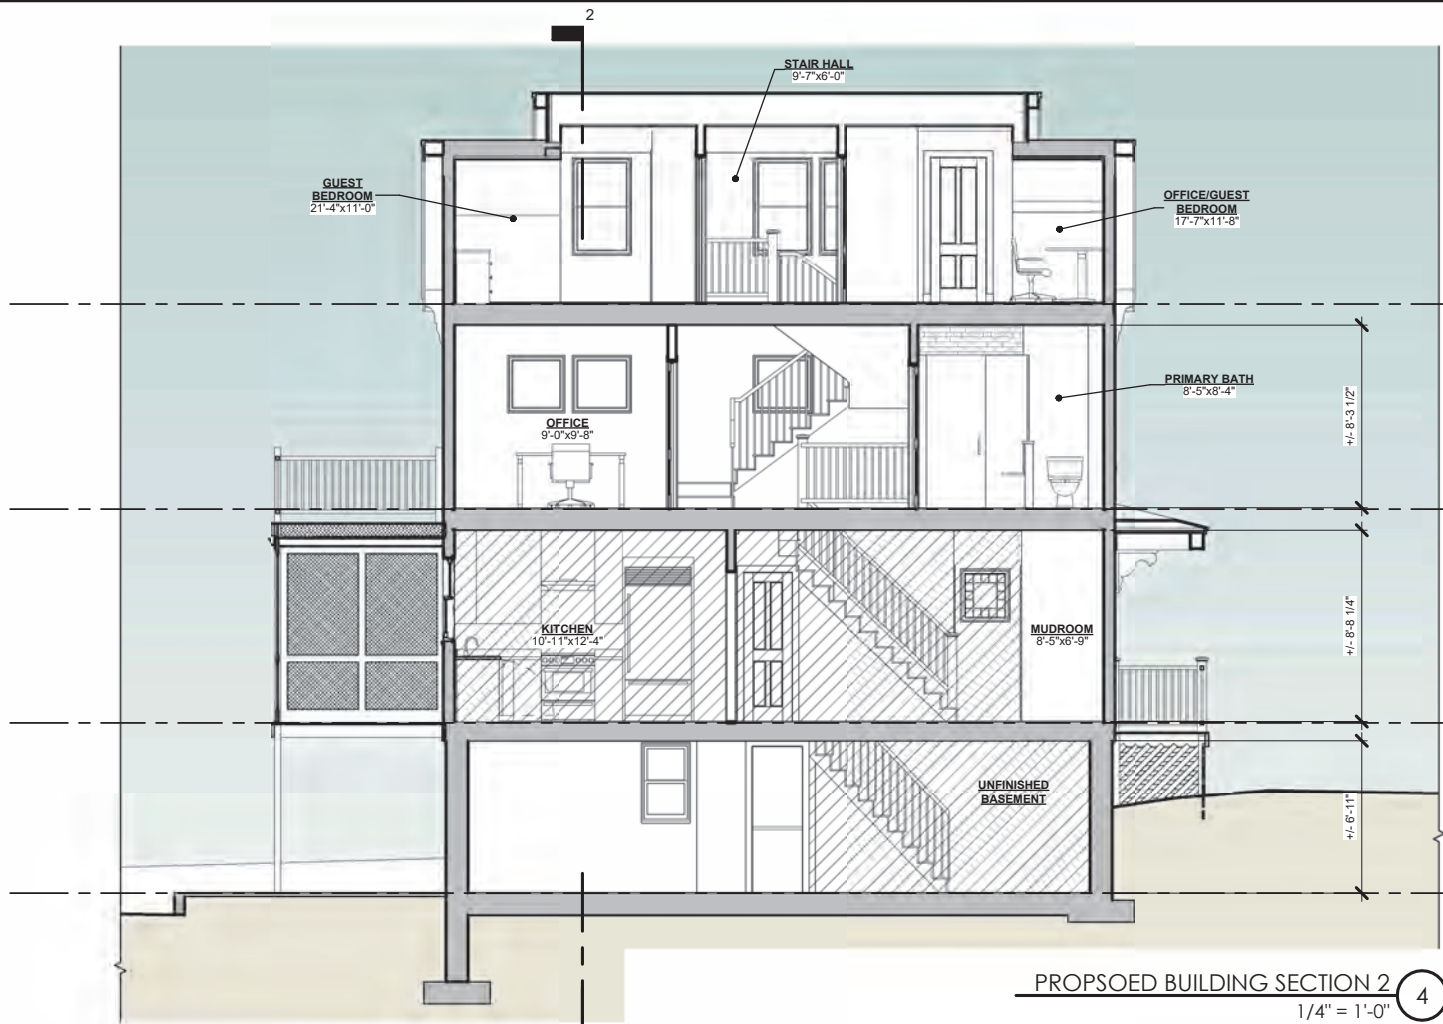 2
STAIR HALL
9'-7"x6'-0"
GUEST
BEDROOM
21'-4"x11'-0"
OFFICE/GUEST
BEDROOM
17'-7"x11'-8"
PRIMARY BATH
8'-5"x8'-4"
+/- 8'-3 1/2"
OFFICE
9'-0"x9'-8"
KITCHEN
10'-11"x12'-4"
MUDROOM
8'-5"x6'-9"
+/- 8'-8 1/4"
UNFINISHED
BASEMENT
+/- 6'-11"
PROPSOED BUILDING SECTION 2
4
1/4" = 1'-0"